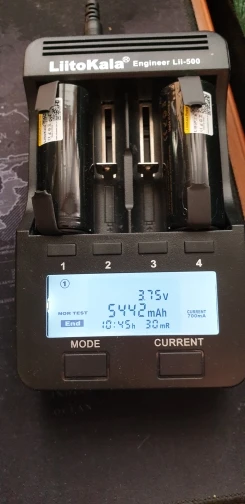 LiitoKala® Engineer Lii-500
1 2 3 4
1
3.75v
NOR TEST 5442mAh CURRENT 700mA
End 10:45h 30mR
MODE CURRENT